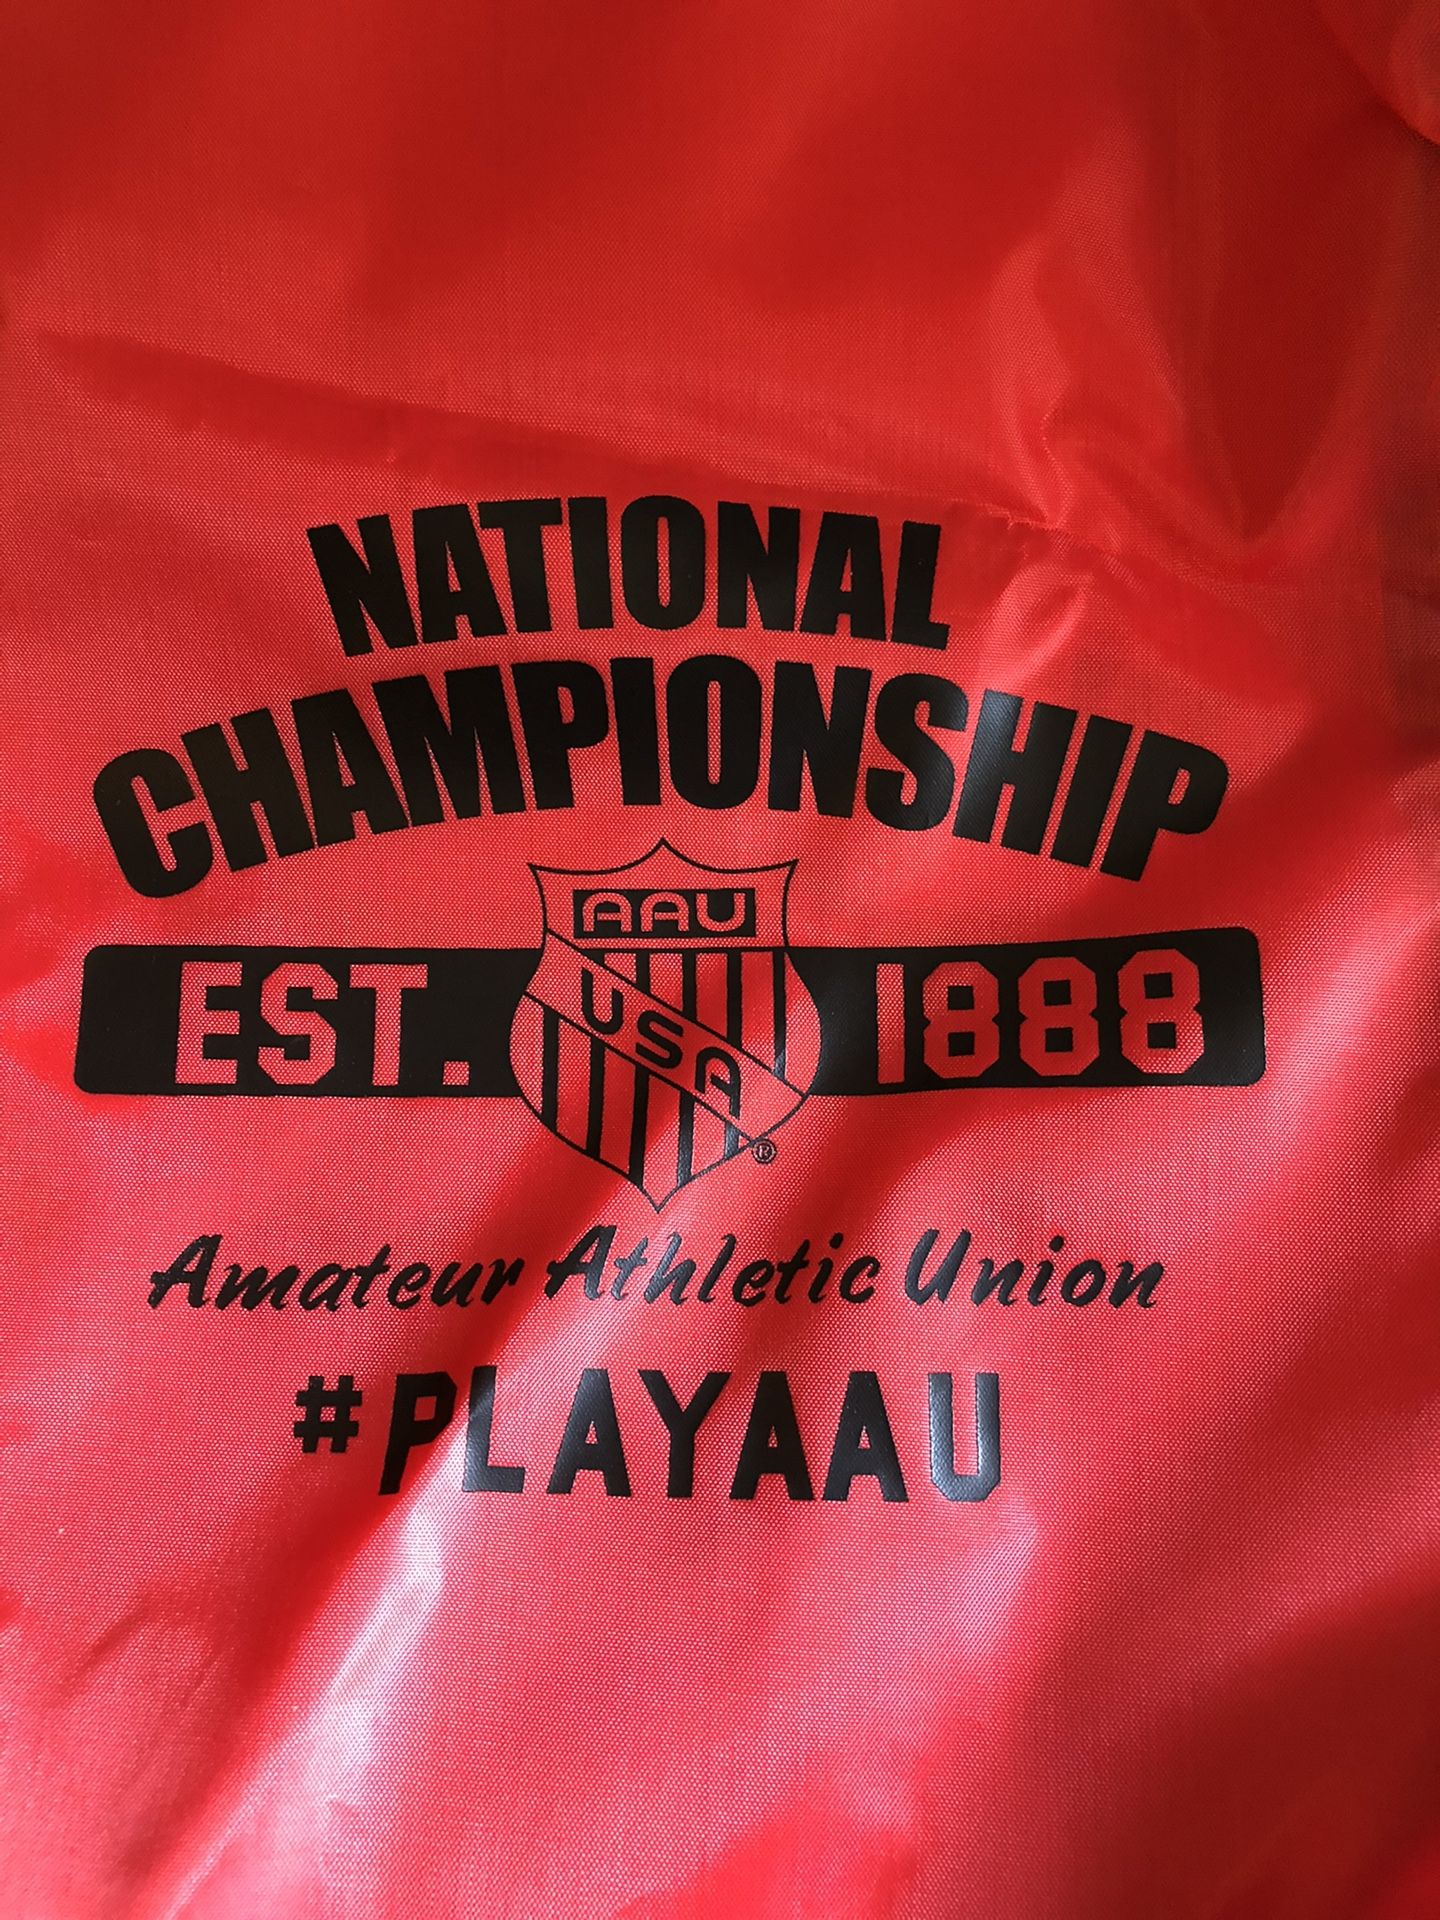 NATIONAL
CHAMPIONSHIP
AAU
EST. USA 1888
®
Amateur Athletic Union
#PLAYAAU